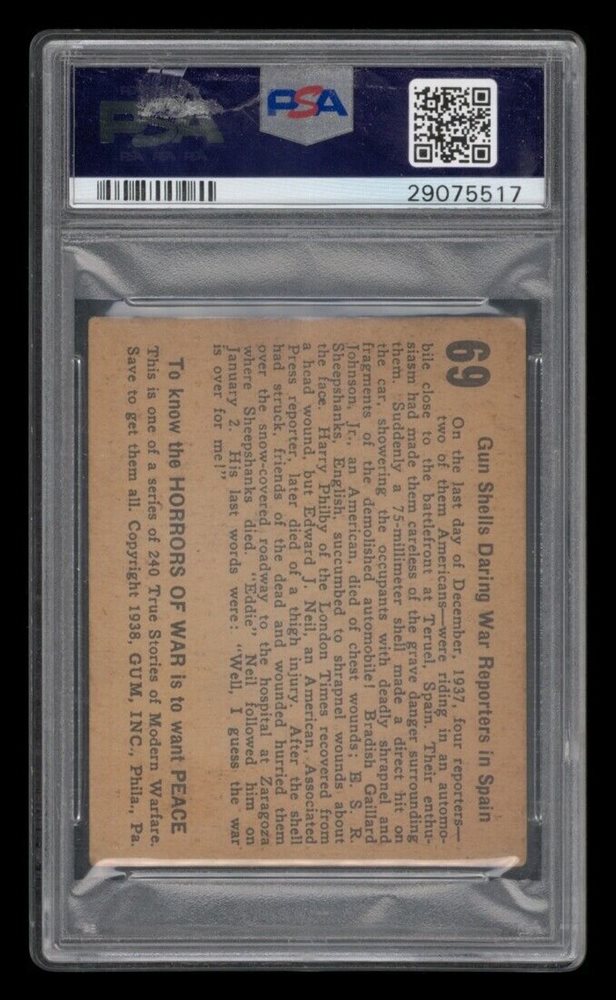 PSA
PSA
29075517
69
Gun Shells Daring War Reporters in Spain
On the last day of December, 1937, four reporters—
two of them Americans—were riding in an automo-
bile close to the battlefront at Teruel, Spain. Their enthu-
siasm had made them careless of the grave danger surrounding
them. Suddenly a 75-millimeter shell made a direct hit on
the car, showering the occupants with deadly shrapnel and
fragments of the demolished automobile! Bradish Gaillard
Johnson, Jr., an American, died of chest wounds; E. S. R.
Sheepshanks, English, succumbed to shrapnel wounds about
the face. Harry Philby of the London Times recovered from
a head wound, but Edward J. Neil, an American, Associated
Press reporter, later died of a thigh injury. After the shell
had struck, friends of the dead and wounded hurried them
over the snow-covered roadway to the hospital at Zaragoza
where Sheepshanks died. "Eddie" Neil followed him on
January 2. His last words were: "Well, I guess the war
is over for me!"
To know the HORRORS OF WAR is to want PEACE
This is one of a series of 240 True Stories of Modern Warfare.
Save to get them all. Copyright 1938, GUM, INC., Phila., Pa.